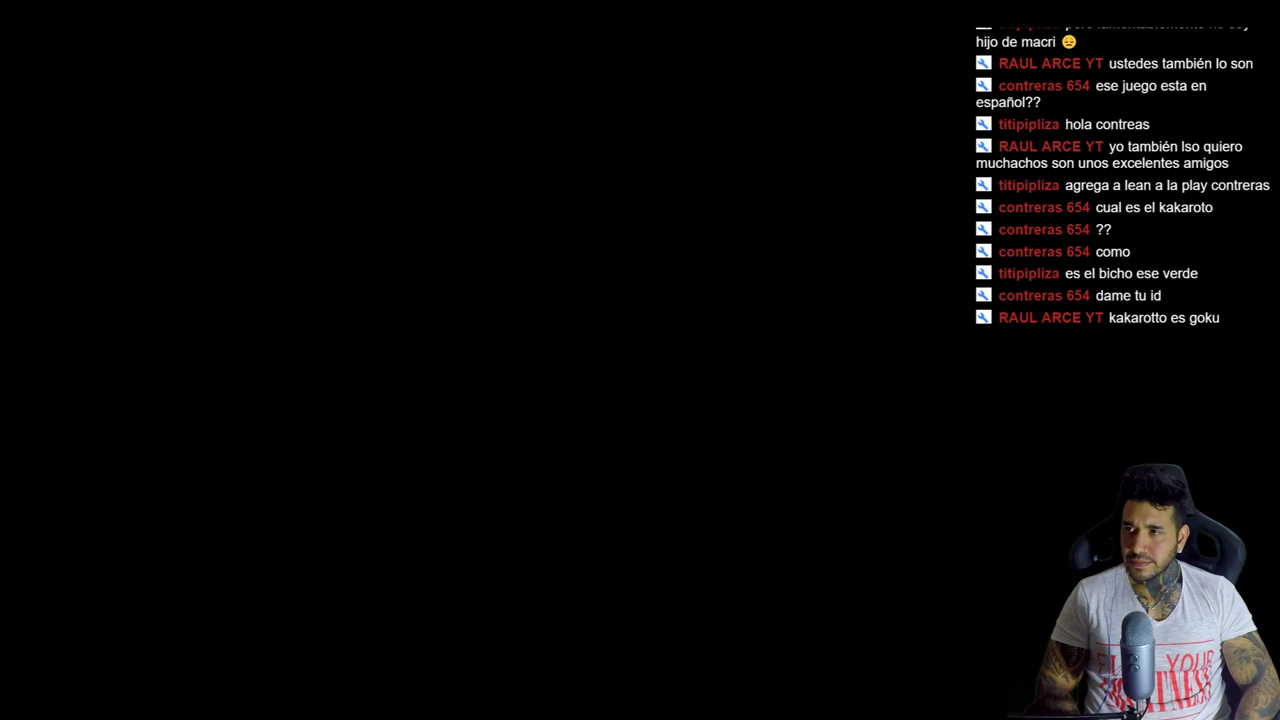 hijo de macri 😞
RAUL ARCE YT ustedes también lo son
contreras 654 ese juego esta en
español??
titipipliza hola contreas
RAUL ARCE YT yo también lso quiero
muchachos son unos excelentes amigos
titipipliza agrega a lean a la play contreras
contreras 654 cual es el kakaroto
contreras 654 ??
contreras 654 como
titipipliza es el bicho ese verde
contreras 654 dame tu id
RAUL ARCE YT kakarotto es goku
YOUR